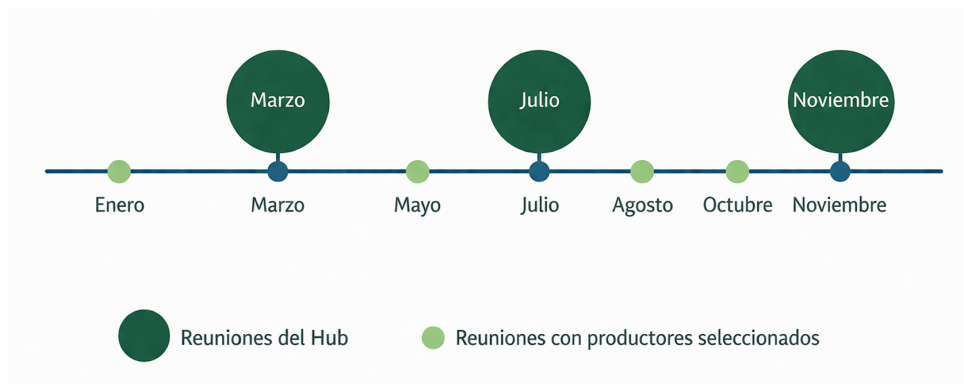 Marzo
Julio
Noviembre
Enero
Marzo
Mayo
Julio
Agosto
Octubre
Noviembre
Reuniones del Hub
Reuniones con productores seleccionados